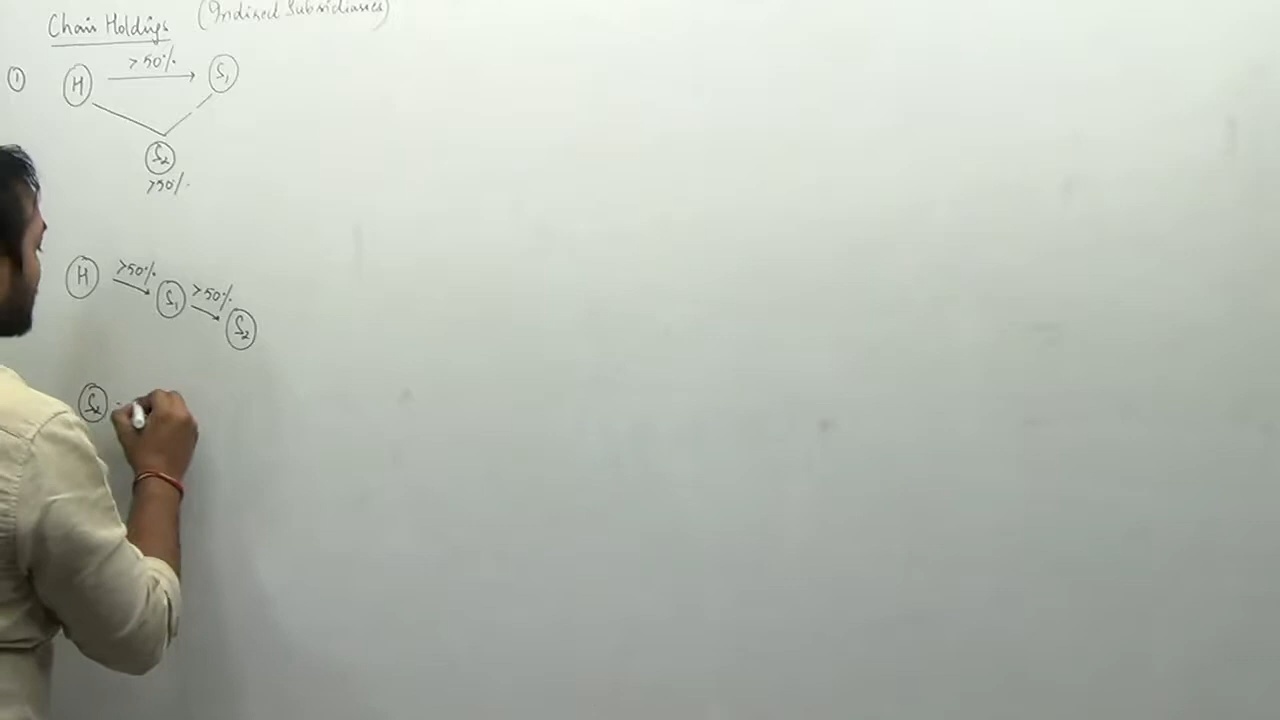 Chain Holdings (Indirect Subsidiaries)
① H >50% S₁
S₂
>50%
H >50% S₁ >50% S₂
S₂